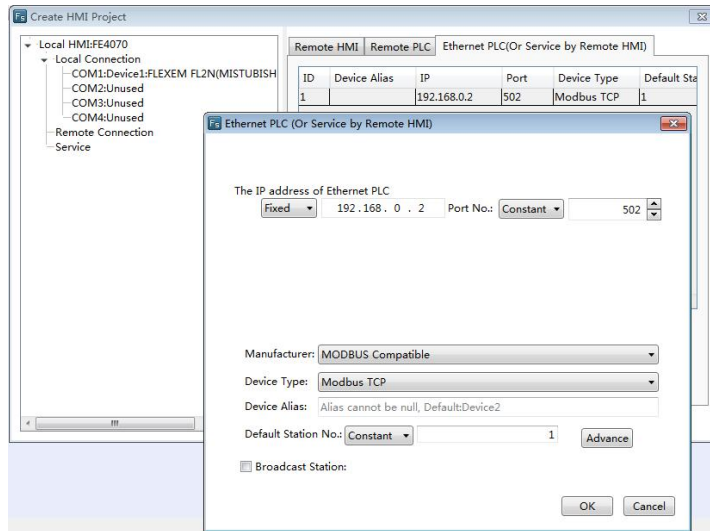 Create HMI Project
Local HMI:FE4070
Local Connection
COM1:Device1:FLEXEM FL2N(MISTUBISH
COM2:Unused
COM3:Unused
COM4:Unused
Remote Connection
Service
Remote HMI Remote PLC Ethernet PLC(Or Service by Remote HMI)
ID Device Alias IP Port Device Type Default Sta
1 192.168.0.2 502 Modbus TCP 1
Ethernet PLC (Or Service by Remote HMI)
The IP address of Ethernet PLC
Fixed 192.168. 0 . 2 Port No.: Constant 502
Manufacturer: MODBUS Compatible
Device Type: Modbus TCP
Device Alias: Alias cannot be null, Default:Device2
Default Station No.: Constant 1 Advance
Broadcast Station:
OK Cancel